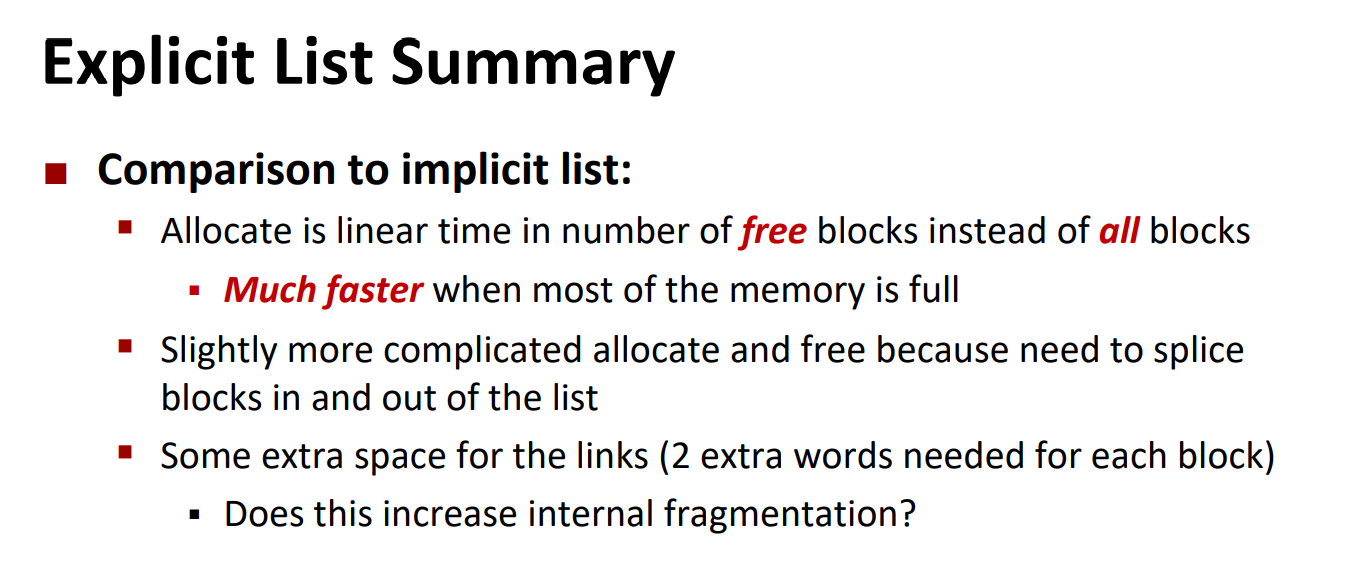 Explicit List Summary
Comparison to implicit list:
Allocate is linear time in number of free blocks instead of all blocks
Much faster when most of the memory is full
Slightly more complicated allocate and free because need to splice
blocks in and out of the list
Some extra space for the links (2 extra words needed for each block)
Does this increase internal fragmentation?